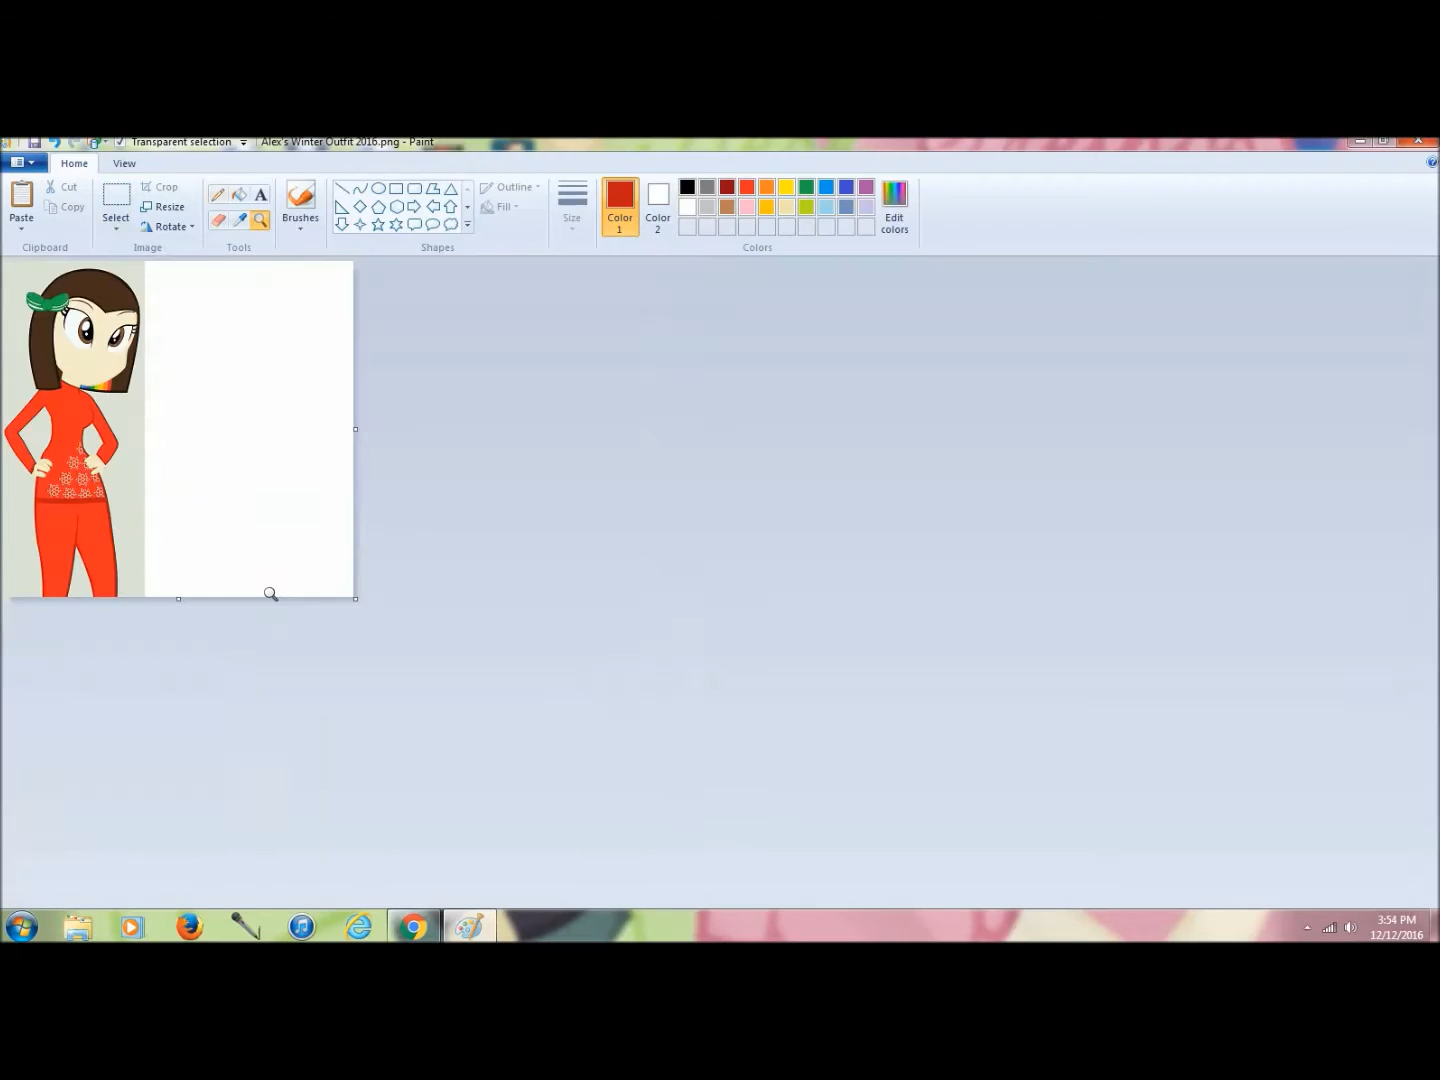 Transparent selection Alex's Winter Outfit 2016.png - Paint
Home View
Paste
Cut
Copy
Clipboard
Select
Crop
Resize
Rotate
Image
A
Tools
Brushes
Outline
Fill
Shapes
Size
Color
1
Color
2
Edit
colors
Colors
3:54 PM
12/12/2016